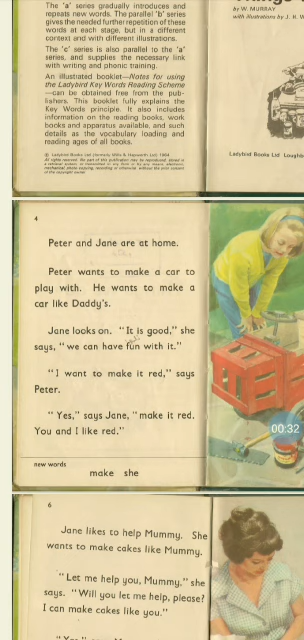 The 'a' series gradually introduces and
repeats new words. The parallel 'b' series
gives the needed further repetition of these
words at each stage, but in a different
context and with different illustrations.
The 'c' series is also parallel to the 'a'
series, and supplies the necessary link
with writing and phonic training.
An illustrated booklet—Notes for using
the Ladybird Key Words Reading Scheme
—can be obtained free from the pub-
lishers. This booklet fully explains the
Key Words principle. It also includes
information on the reading books, work
books and apparatus available, and such
details as the vocabulary loading and
reading ages of all books.
by W. MURRAY
with illustrations by J. H.
Ladybird Books Ltd Loughb
4
Peter and Jane are at home.
Peter wants to make a car to
play with. He wants to make a
car like Daddy's.
Jane looks on. "It is good," she
says, "we can have fun with it."
"I want to make it red," says
Peter.
"Yes," says Jane, "make it red.
You and I like red."
new words
make she
00:32
6
Jane likes to help Mummy. She
wants to make cakes like Mummy.
"Let me help you, Mummy," she
says. "Will you let me help, please?
I can make cakes like you."